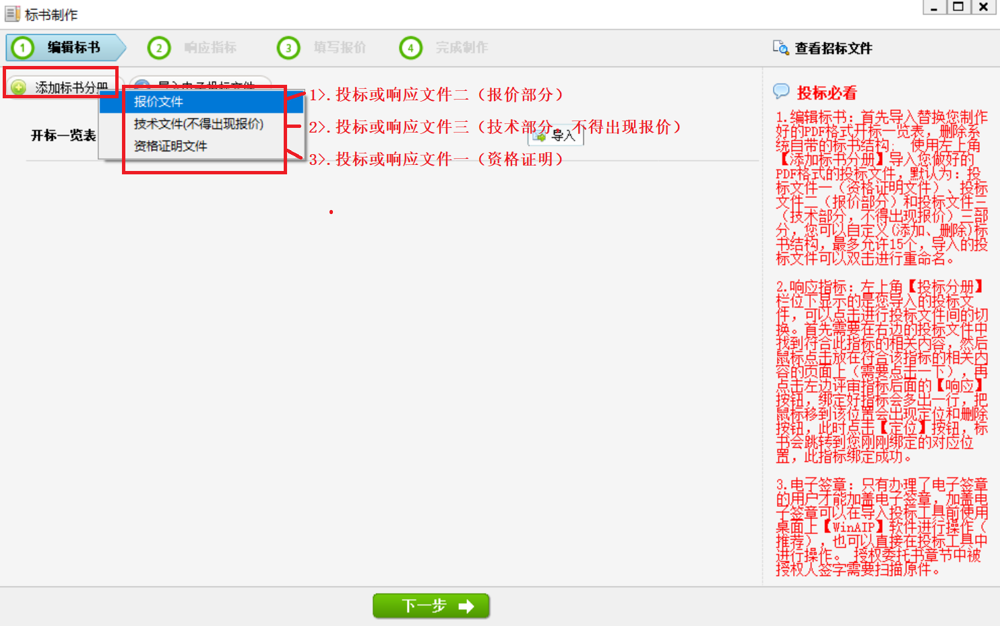 标书制作
1 编辑标书
2 响应指标
3 填写报价
4 完成制作
查看招标文件
添加标书分册
导入电子投标文件
报价文件
技术文件(不得出现报价)
资格证明文件
1>.投标或响应文件二（报价部分）
2>.投标或响应文件三（技术部分，不得出现报价）
3>.投标或响应文件一（资格证明）
开标一览表
导入
投标必看
1.编辑标书：首先导入替换您制作
好的PDF格式开标一览表，删除系
统自带的标书结构； 使用左上角
【添加标书分册】导入您做好的
PDF格式的投标文件，默认为：投
标文件一（资格证明文件）、投标
文件二（报价部分）和投标文件三
（技术部分，不得出现报价）三部
分，您可以自定义(添加、删除)标
书结构，最多允许15个，导入的投
标文件可以双击进行重命名。
2.响应指标：左上角【投标分册】
栏位下显示的是您导入的投标文
件，可以点击进行投标文件间的切
换。首先需要在右边的投标文件中
找到符合此指标的相关内容，然后
鼠标点击放在符合该指标的相关内
容的页面上（需要点击一下），再
点击左边评审指标后面的【响应】
按钮，绑定好指标会多出一行，把
鼠标移到该位置会出现定位和删除
按钮，此时点击【定位】按钮，标
书会跳转到您刚刚绑定的对应位
置，此指标绑定成功。
3.电子签章：只有办理了电子签章
的用户才能加盖电子签章，加盖电
子签章可以在导入投标工具前使用
桌面上【WinAIP】软件进行操作（
推荐），也可以直接在投标工具中
进行操作。 授权委托书章节中被
授权人签字需要扫描原件。
下一步